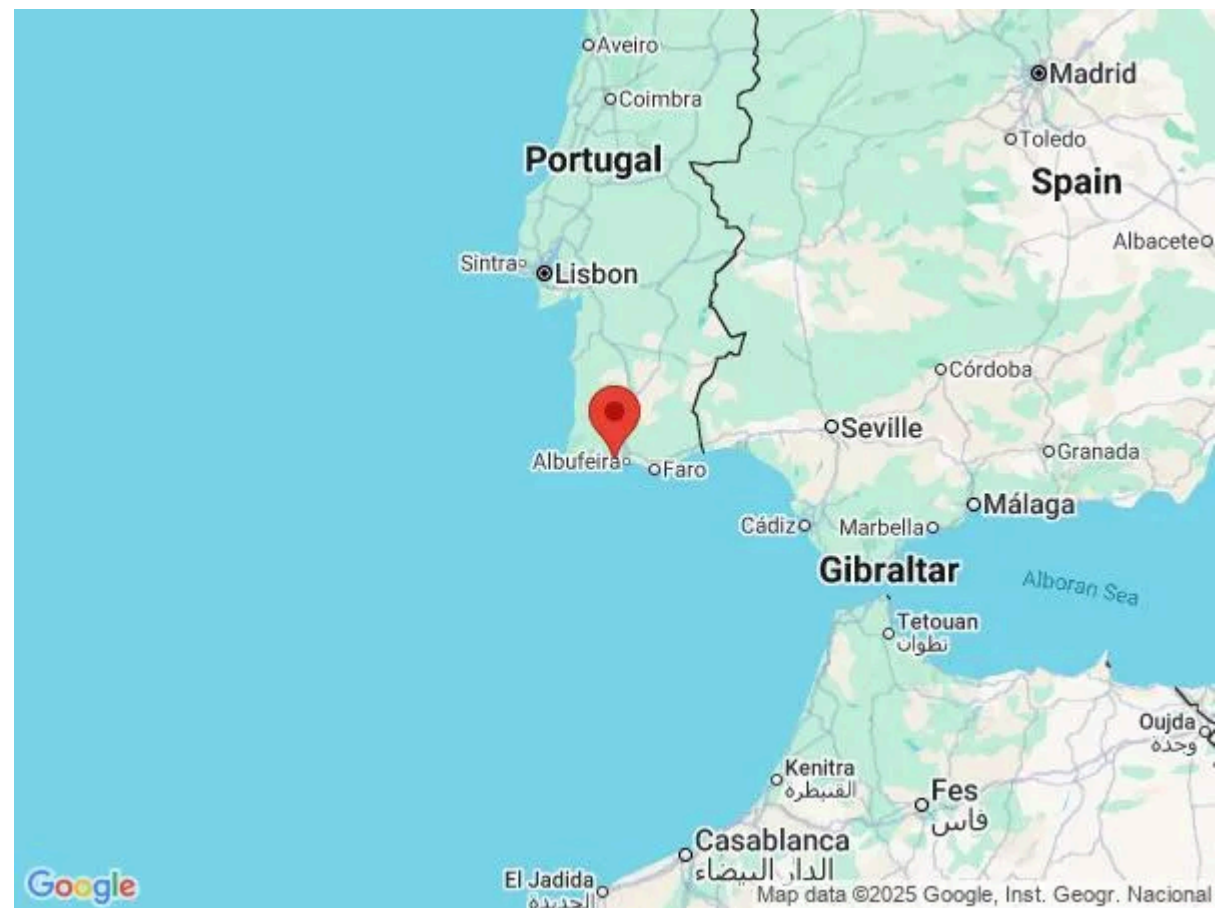 Aveiro
Madrid
Coimbra
Toledo
Portugal
Spain
Albacete
Sintra
Lisbon
Córdoba
Seville
Granada
Albufeira
Faro
Málaga
Cádiz
Marbella
Gibraltar
Alboran Sea
Tetouan
تطوان
Oujda
وجدة
Kenitra
القنيطرة
Fes
فاس
Casablanca
الدار البيضاء
El Jadida
الجديدة
Google
Map data ©2025 Google, Inst. Geogr. Nacional